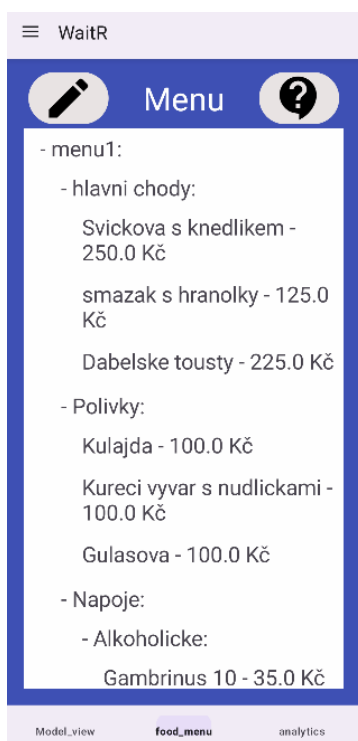 WaitR
Menu
- menu1:
- hlavni chody:
Svickova s knedlikem -
250.0 Kč
smazak s hranolky - 125.0
Kč
Dabelske tousty - 225.0 Kč
- Polivky:
Kulajda - 100.0 Kč
Kureci vyvar s nudlickami -
100.0 Kč
Gulasova - 100.0 Kč
- Napoje:
- Alkoholicke:
Gambrinus 10 - 35.0 Kč
Model_view food_menu analytics